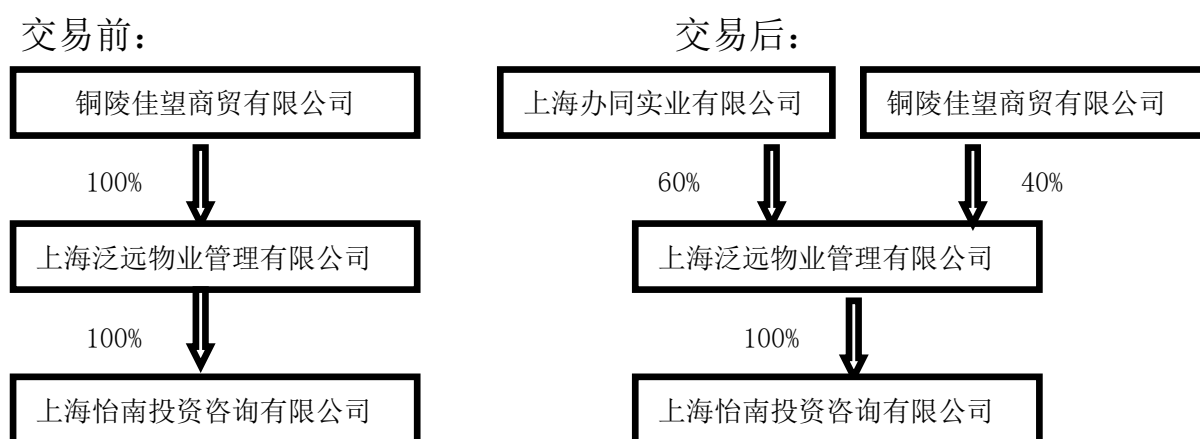 交易前：
交易后：
铜陵佳望商贸有限公司
上海办同实业有限公司
铜陵佳望商贸有限公司
100%
60%
40%
上海泛远物业管理有限公司
上海泛远物业管理有限公司
100%
100%
上海怡南投资咨询有限公司
上海怡南投资咨询有限公司